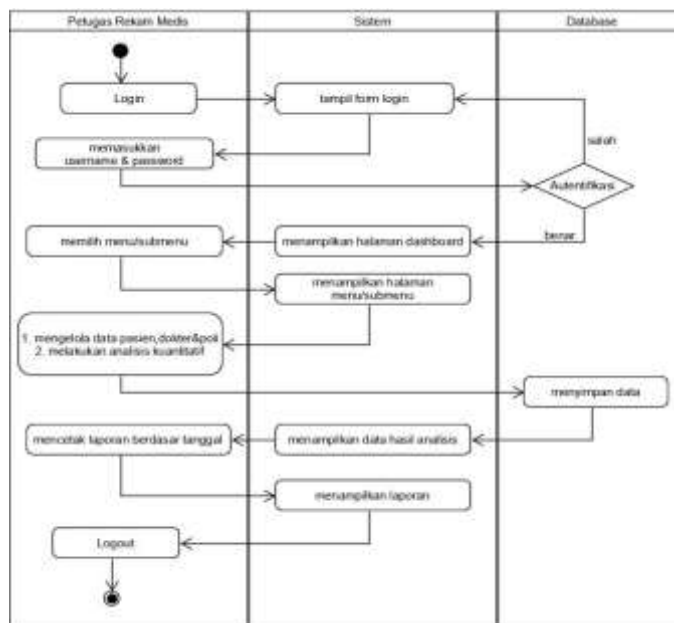 Petugas Rekam Medis
Sistem
Database
Login
tampil form login
memasukkan
username & password
salah
Autentifikasi
benar
memilih menu/submenu
menampilkan halaman dashboard
menampilkan halaman
menu/submenu
1. mengelola data pasien,dokter&poli
2. melakukan analisis kuantitatif
menyimpan data
mencetak laporan berdasar tanggal
menampilkan data hasil analisis
menampilkan laporan
Logout